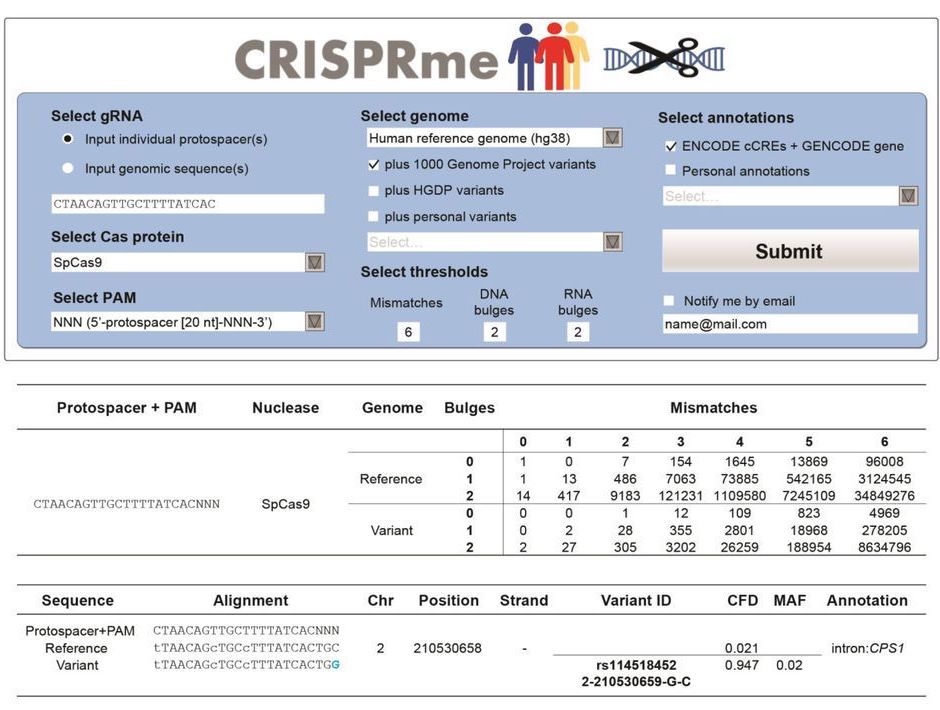 CRISPRme
Select gRNA
Input individual protospacer(s)
Input genomic sequence(s)
CTAACAGTTGCTTTTATCAC
Select Cas protein
SpCas9
Select PAM
NNN (5'-protospacer [20 nt]-NNN-3')
Select genome
Human reference genome (hg38)
plus 1000 Genome Project variants
plus HGDP variants
plus personal variants
Select...
Select thresholds
Mismatches
DNA bulges
RNA bulges
6 2 2
Select annotations
ENCODE cCREs + GENCODE gene
Personal annotations
Select...
Submit
Notify me by email
name@mail.com
Protospacer + PAM Nuclease Genome Bulges Mismatches
0 1 2 3 4 5 6
0 1 0 7 154 1645 13869 96008
Reference 1 1 13 486 7063 73885 542165 3124545
2 14 417 9183 121231 1109580 7245109 34849276
CTAACAGTTGCTTTTATCACNNN SpCas9
0 0 0 1 12 109 823 4969
Variant 1 0 2 28 355 2801 18968 278205
2 2 27 305 3202 26259 188954 8634796
Sequence Alignment Chr Position Strand Variant ID CFD MAF Annotation
Protospacer+PAM CTAACAGTTGCTTTTATCACNNN
Reference tTAACAGcTGCcTTTATCACTGC 2 210530658 - 0.021 intron:CPS1
Variant tTAACAGcTGCcTTTATCACTGG rs114518452 0.947 0.02
2-210530659-G-C